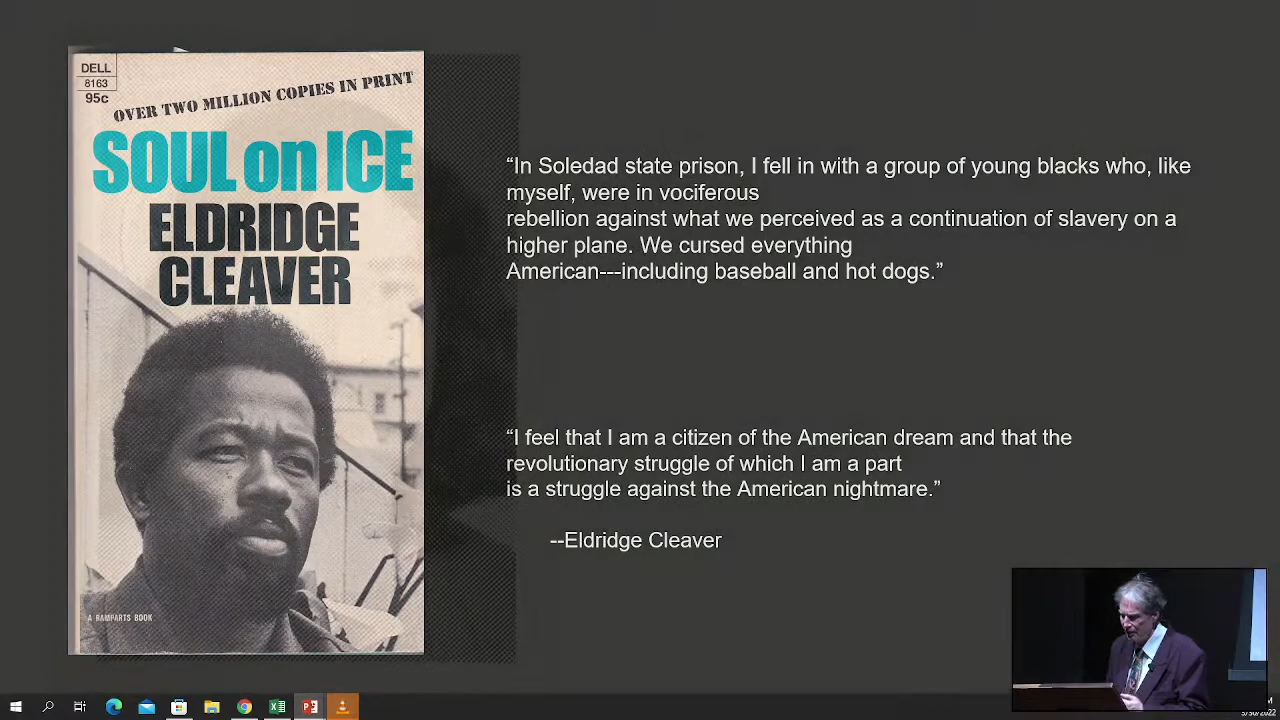 DELL
8163
95c
OVER TWO MILLION COPIES IN PRINT
SOUL on ICE
ELDRIDGE
CLEAVER
A RAMPARTS BOOK
“In Soledad state prison, I fell in with a group of young blacks who, like
myself, were in vociferous
rebellion against what we perceived as a continuation of slavery on a
higher plane. We cursed everything
American---including baseball and hot dogs.”
“I feel that I am a citizen of the American dream and that the
revolutionary struggle of which I am a part
is a struggle against the American nightmare.”
--Eldridge Cleaver